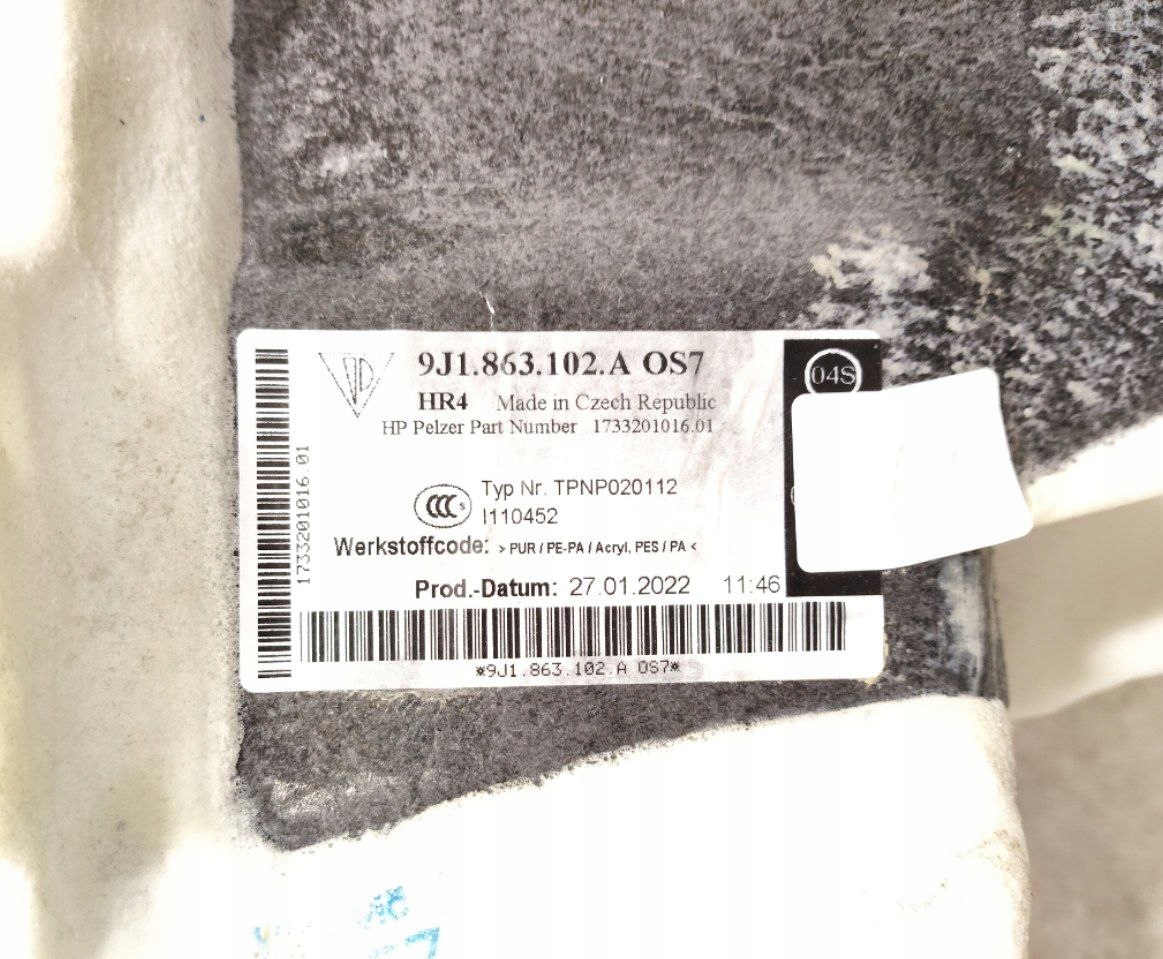 9J1.863.102.A OS7
04S
HR4 Made in Czech Republic
HP Pelzer Part Number 1733201016.01
1733201016.01
CCC S
Typ Nr. TPNP020112
I110452
Werkstoffcode: > PUR / PE-PA / Acryl, PES / PA <
Prod.-Datum: 27.01.2022 11:46
*9J1.863.102.A OS7*